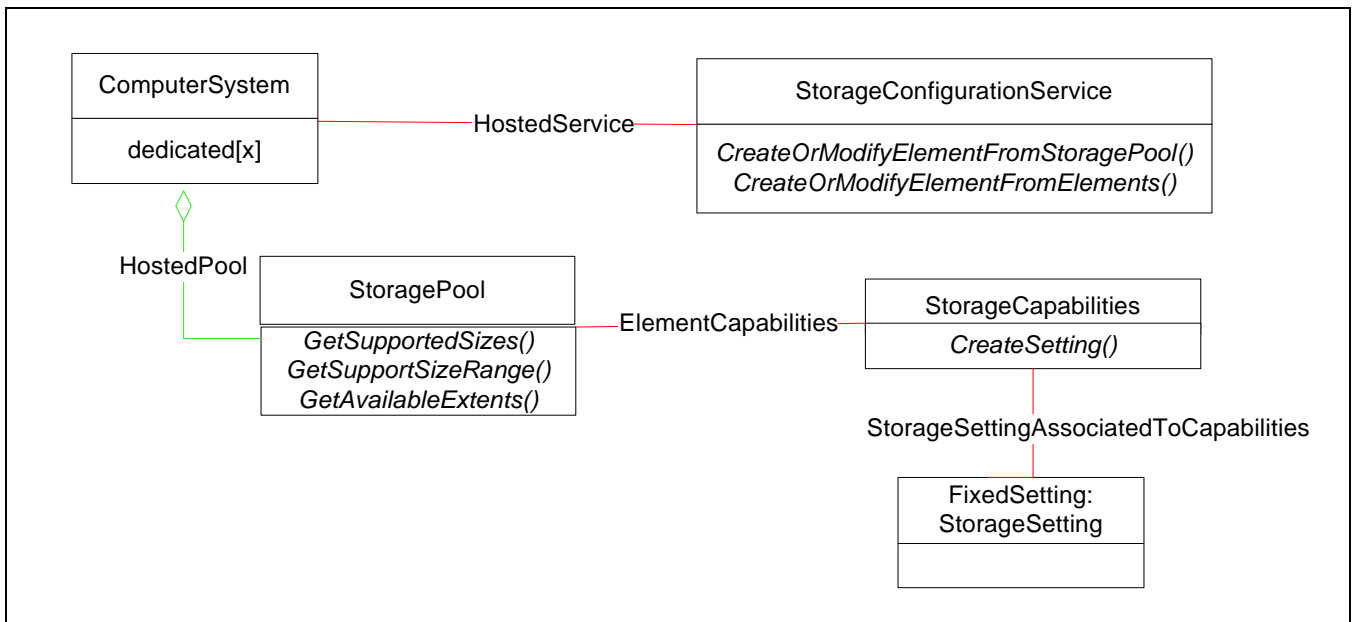 ComputerSystem
dedicated[x]
HostedService
StorageConfigurationService
CreateOrModifyElementFromStoragePool()
CreateOrModifyElementFromElements()
HostedPool
StoragePool
GetSupportedSizes()
GetSupportSizeRange()
GetAvailableExtents()
ElementCapabilities
StorageCapabilities
CreateSetting()
StorageSettingAssociatedToCapabilities
FixedSetting:
StorageSetting